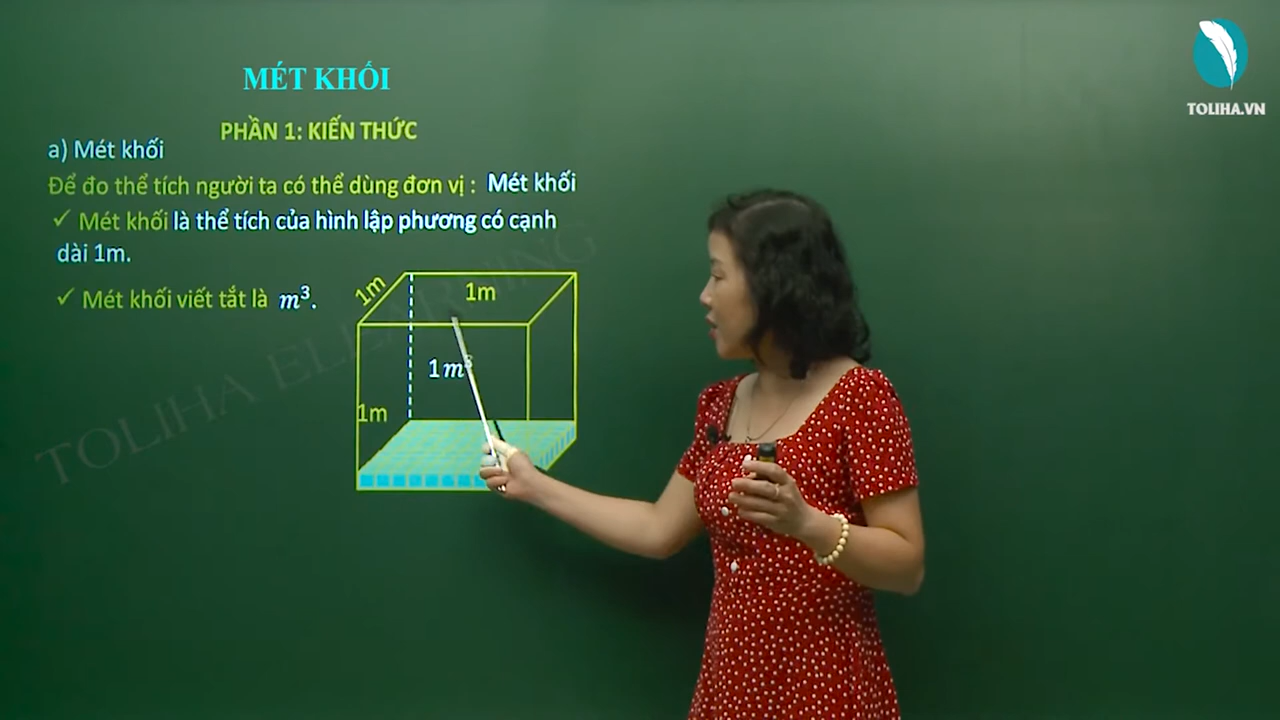 TOLIHA.VN
MÉT KHỐI
PHẦN 1: KIẾN THỨC
a) Mét khối
Để đo thể tích người ta có thể dùng đơn vị : Mét khối
✓ Mét khối là thể tích của hình lập phương có cạnh
dài 1m.
✓ Mét khối viết tắt là m³.
1m
1m
1m³
1m
TOLIHA ELEARNING